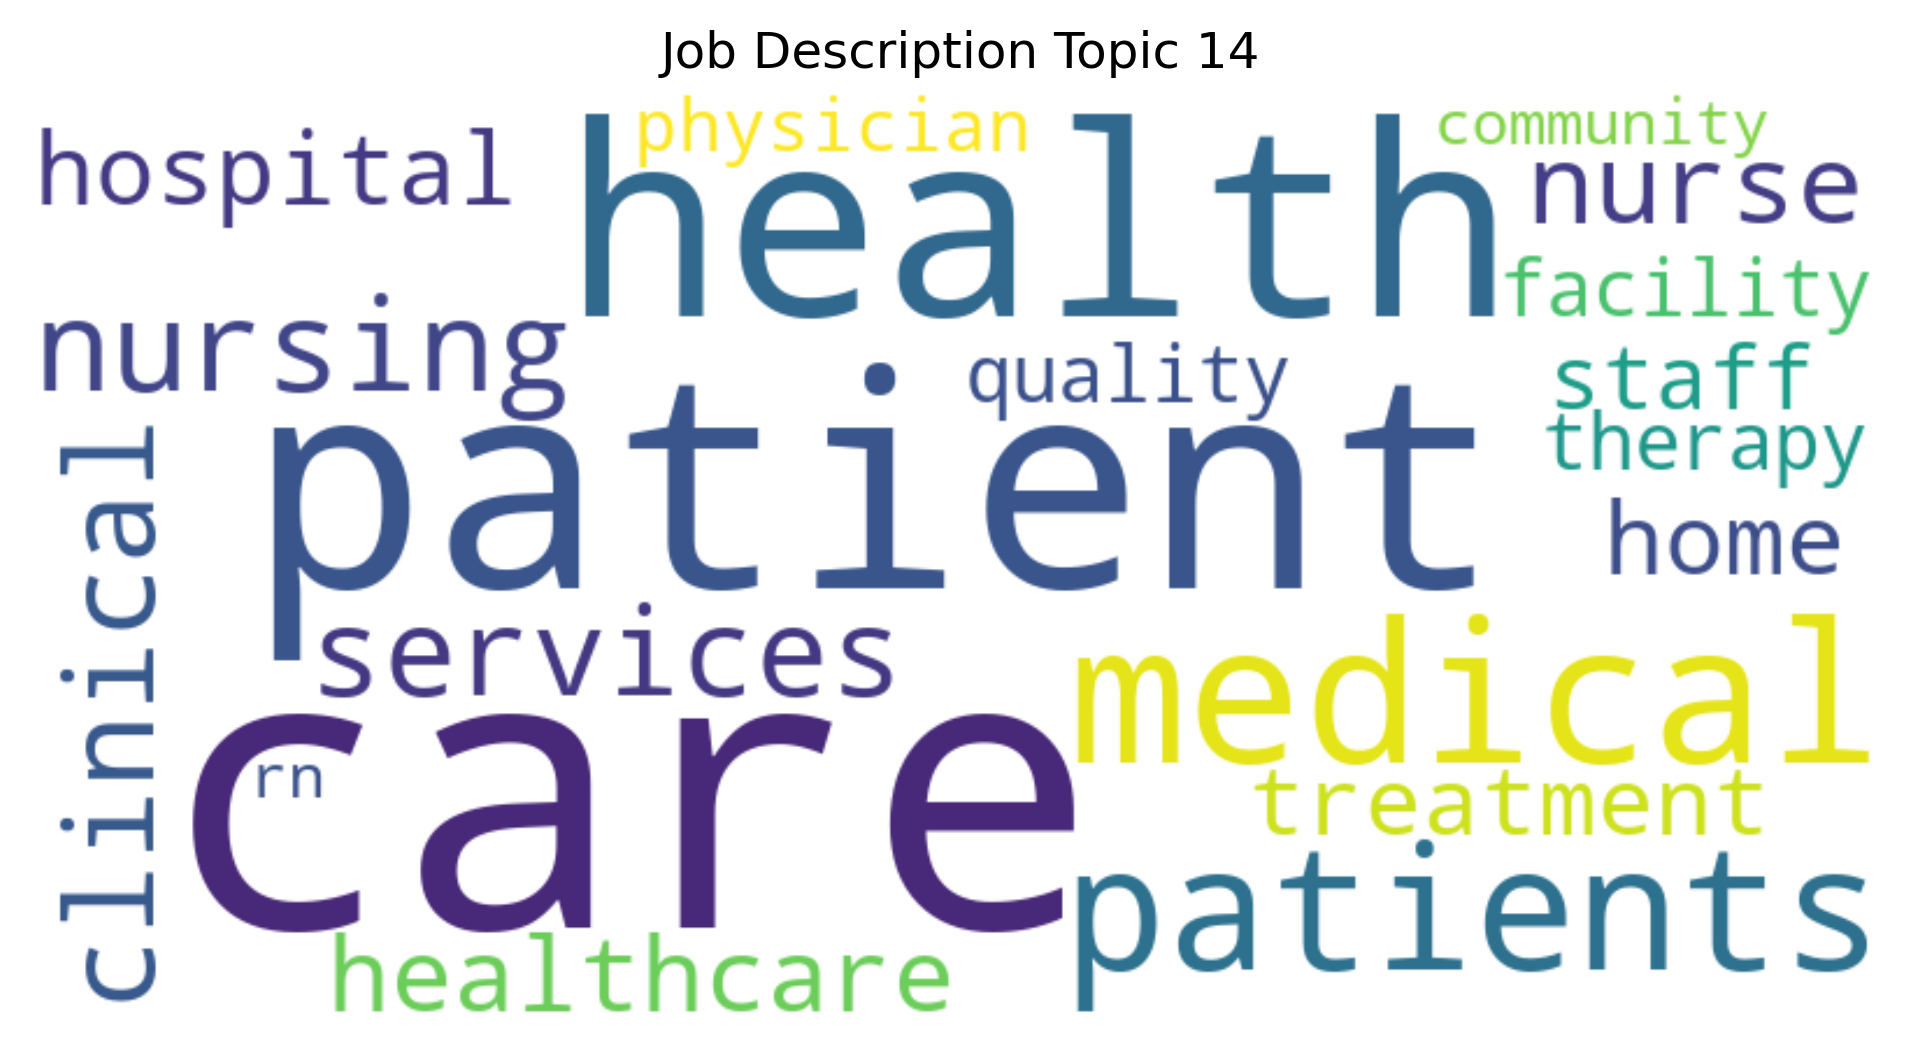 Job Description Topic 14
physician
community
hospital
health
nurse
facility
nursing
quality
staff
patient
therapy
clinical
home
services
medical
care
rn
treatment
patients
healthcare